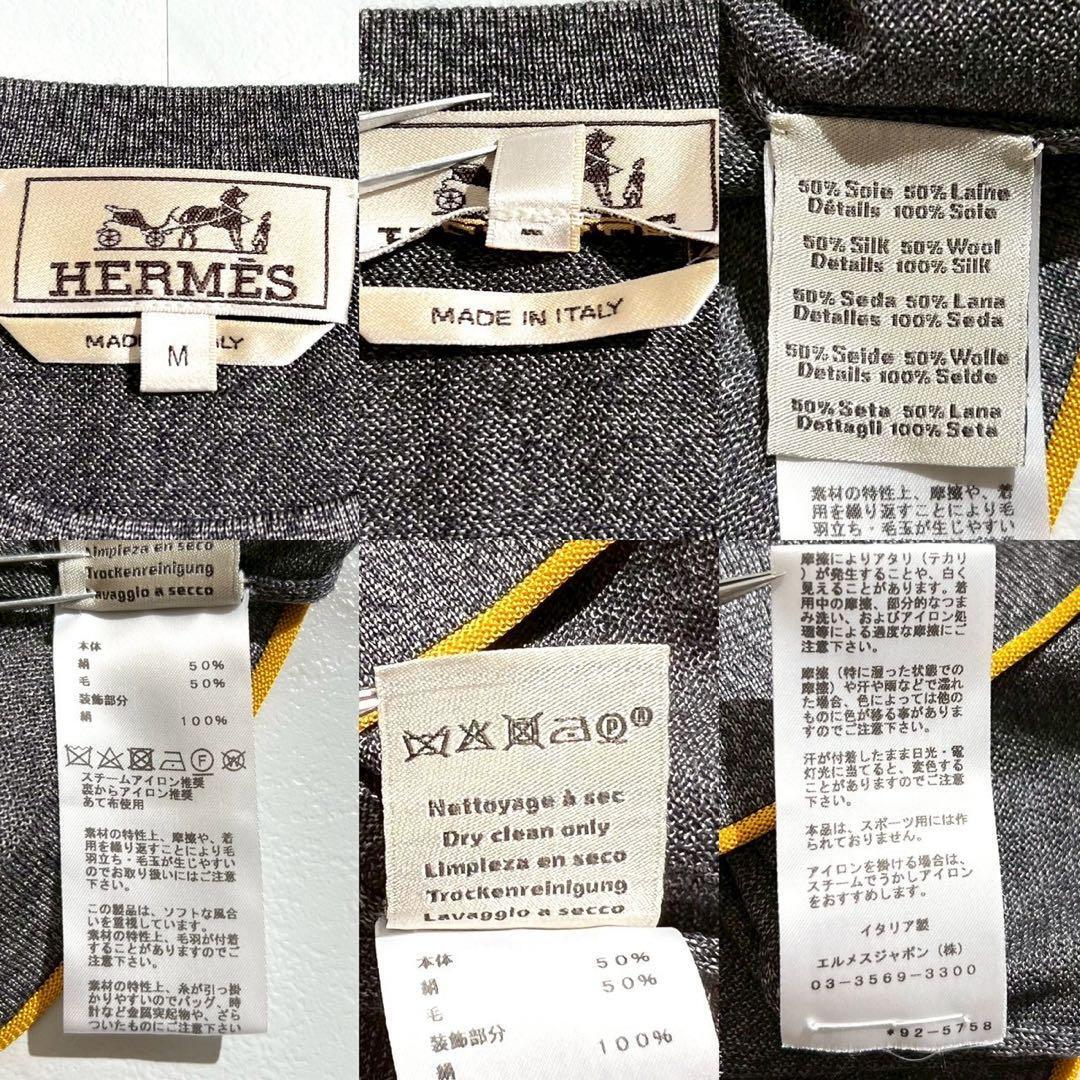 HERMĒS
MADE ALY
M
MADE IN ITALY
50% Soie 50% Laine
Détails 100% Soie
50% Silk 50% Wool
Details 100% Silk
50% Seda 50% Lana
Detalles 100% Seda
50% Seide 50% Wolle
Details 100% Seide
50% Seta 50% Lana
Dettagli 100% Seta
素材の特性上、摩擦や、着
用を繰り返すことにより毛
羽立ち・毛玉が生じやすい
Limpieza en seco
Trockenreinigung
Lavaggio a secco
本体
絹 50%
毛 50%
装飾部分
絹 100%
F W
スチームアイロン推奨
裏からアイロン推奨
あて布使用
素材の特性上、摩擦や、着
用を繰り返すことにより毛
羽立ち・毛玉が生じやすい
のでお取り扱いにはご注意
下さい。
この製品は、ソフトな風合
いを重視しています。
素材の特性上、毛羽が付着
することがありますのでご
注意下さい。
素材の特性上、糸が引っ掛
かりやすいのでバッグ、時
計など金属突起物や、ざら
ついたものにご注意下さい
P
Nettoyage à sec
Dry clean only
Limpieza en seco
Trockenreinigung
Lavaggio a secco
本体 50%
絹 50%
毛
装飾部分 100%
絹
摩擦によりアタリ（テカリ
）が発生することや、白く
見えることがあります。着
用中の摩擦、部分的なつま
み洗い、およびアイロン処
理等による過度な摩擦にご
注意下さい。
摩擦（特に湿った状態での
摩擦）や汗や雨などで濡れ
た場合、色によっては他の
ものに色が移る事がありま
すのでご注意下さい。
汗が付着したまま日光・電
灯光に当てると、変色する
ことがありますのでご注意
下さい。
本品は、スポーツ用には作
られておりません。
アイロンを掛ける場合は、
スチームでうかしアイロン
をおすすめします。
イタリア製
エルメスジャポン（株）
03-3569-3300
*92-5758